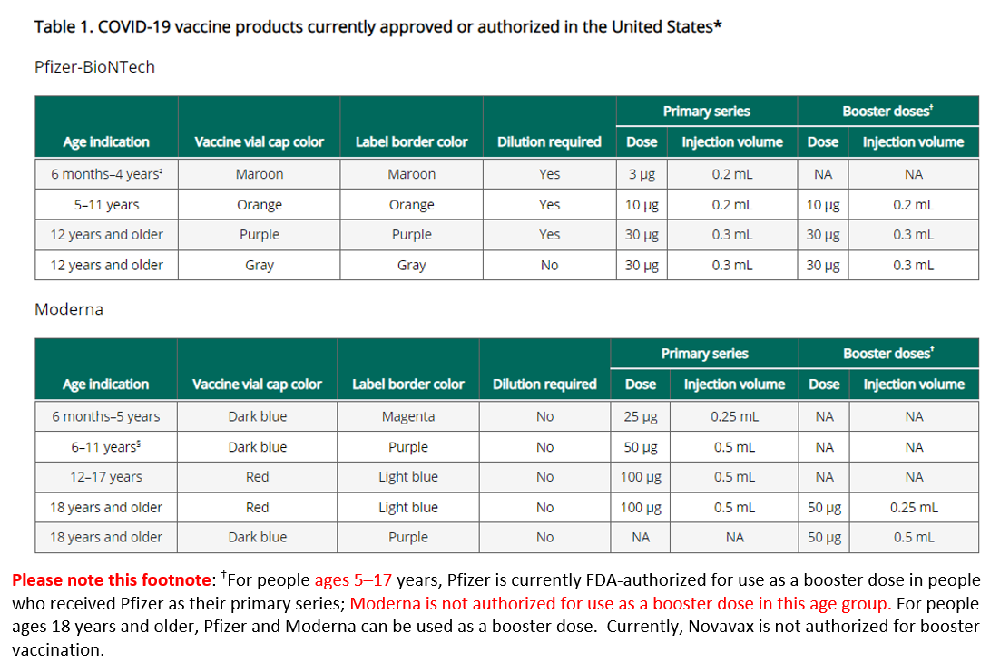 Table 1. COVID-19 vaccine products currently approved or authorized in the United States*
Pfizer-BioNTech
Primary series Booster doses†
Age indication Vaccine vial cap color Label border color Dilution required Dose Injection volume Dose Injection volume
6 months–4 years‡ Maroon Maroon Yes 3 µg 0.2 mL NA NA
5–11 years Orange Orange Yes 10 µg 0.2 mL 10 µg 0.2 mL
12 years and older Purple Purple Yes 30 µg 0.3 mL 30 µg 0.3 mL
12 years and older Gray Gray No 30 µg 0.3 mL 30 µg 0.3 mL
Moderna
Primary series Booster doses†
Age indication Vaccine vial cap color Label border color Dilution required Dose Injection volume Dose Injection volume
6 months–5 years Dark blue Magenta No 25 µg 0.25 mL NA NA
6–11 years§ Dark blue Purple No 50 µg 0.5 mL NA NA
12–17 years Red Light blue No 100 µg 0.5 mL NA NA
18 years and older Red Light blue No 100 µg 0.5 mL 50 µg 0.25 mL
18 years and older Dark blue Purple No NA NA 50 µg 0.5 mL
Please note this footnote: †For people ages 5–17 years, Pfizer is currently FDA-authorized for use as a booster dose in people
who received Pfizer as their primary series; Moderna is not authorized for use as a booster dose in this age group. For people
ages 18 years and older, Pfizer and Moderna can be used as a booster dose.  Currently, Novavax is not authorized for booster
vaccination.